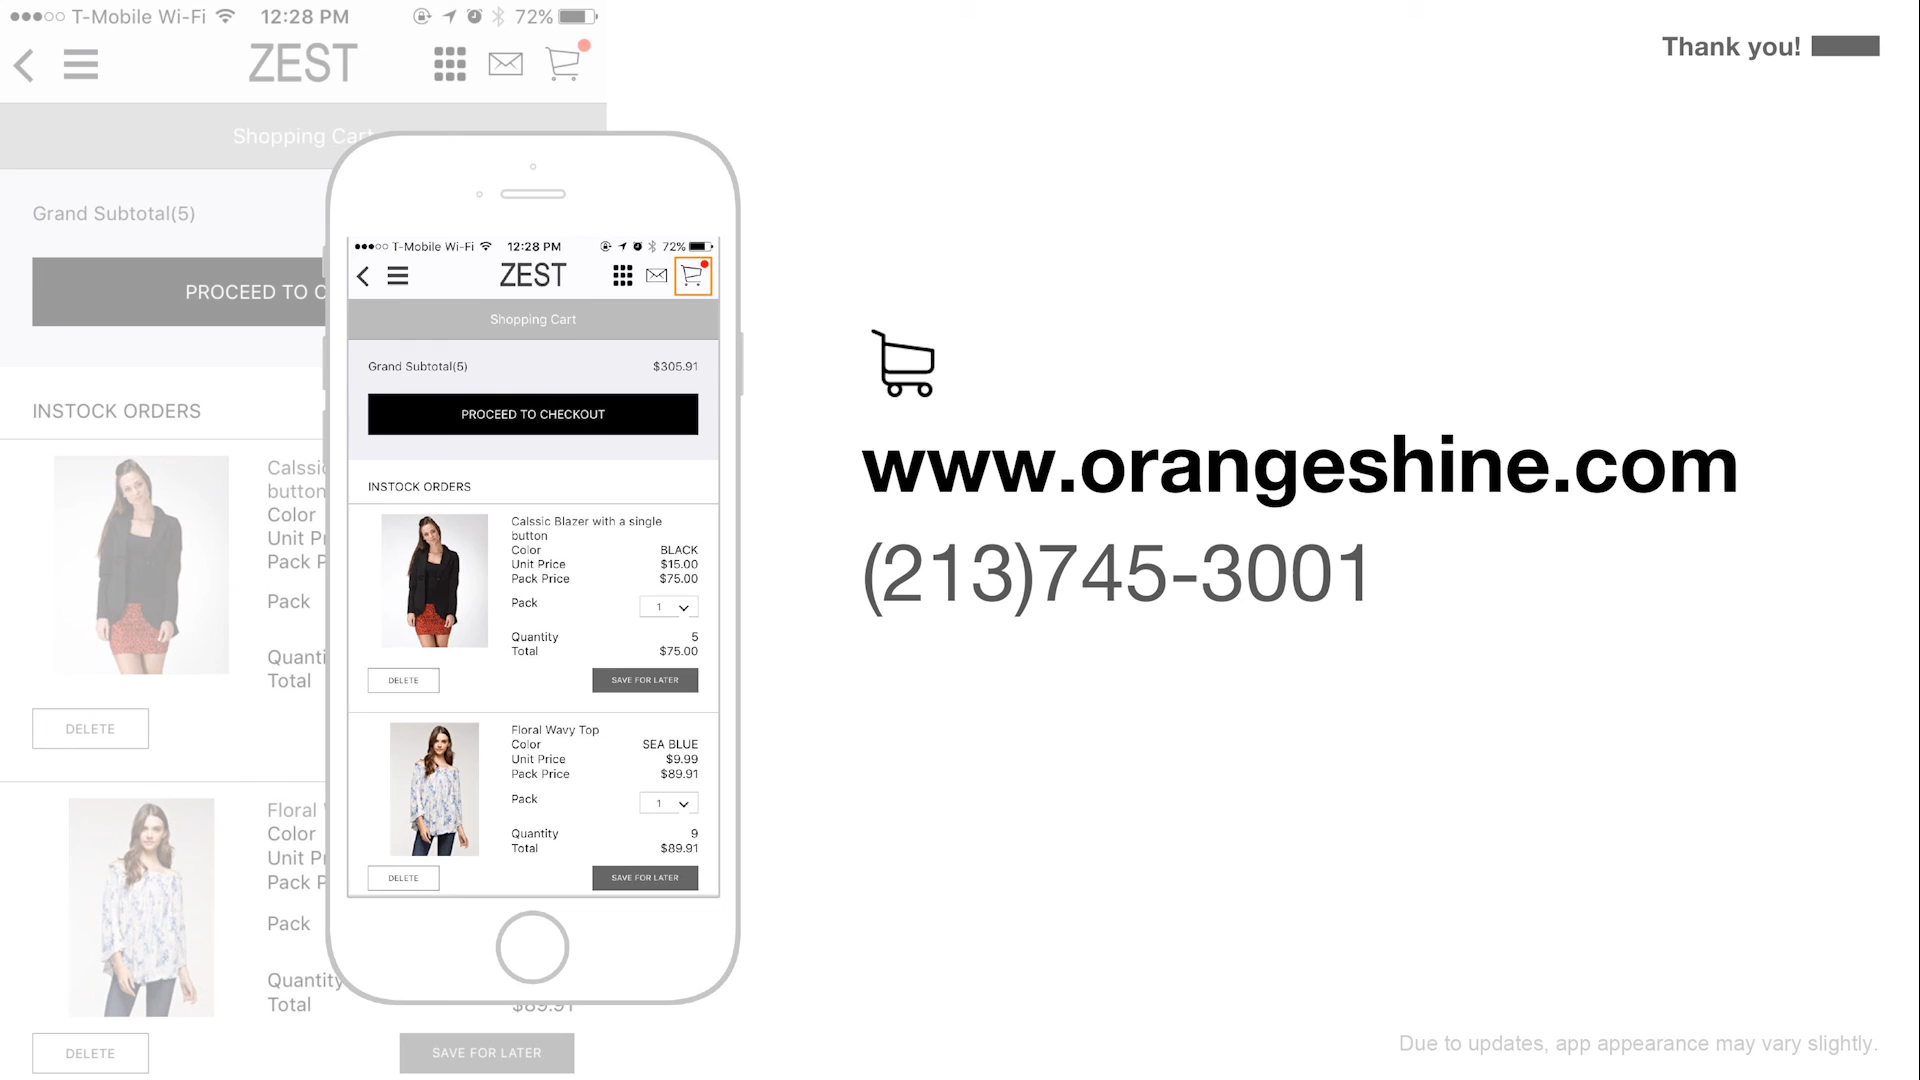 T-Mobile Wi-Fi 12:28 PM 72%
ZEST
Shopping Cart
Grand Subtotal(5)
PROCEED TO C
INSTOCK ORDERS
Calssic
button
Color
Unit Pr
Pack P
Pack
Quanti
Total
DELETE
Floral
Color
Unit Pr
Pack P
Pack
Quantity
Total $89.91
DELETE SAVE FOR LATER
T-Mobile Wi-Fi 12:28 PM 72%
ZEST
Shopping Cart
Grand Subtotal(5) $305.91
PROCEED TO CHECKOUT
INSTOCK ORDERS
Calssic Blazer with a single
button
Color BLACK
Unit Price $15.00
Pack Price $75.00
Pack 1
Quantity 5
Total $75.00
DELETE SAVE FOR LATER
Floral Wavy Top
Color SEA BLUE
Unit Price $9.99
Pack Price $89.91
Pack 1
Quantity 9
Total $89.91
DELETE SAVE FOR LATER
Thank you!
www.orangeshine.com
(213)745-3001
Due to updates, app appearance may vary slightly.